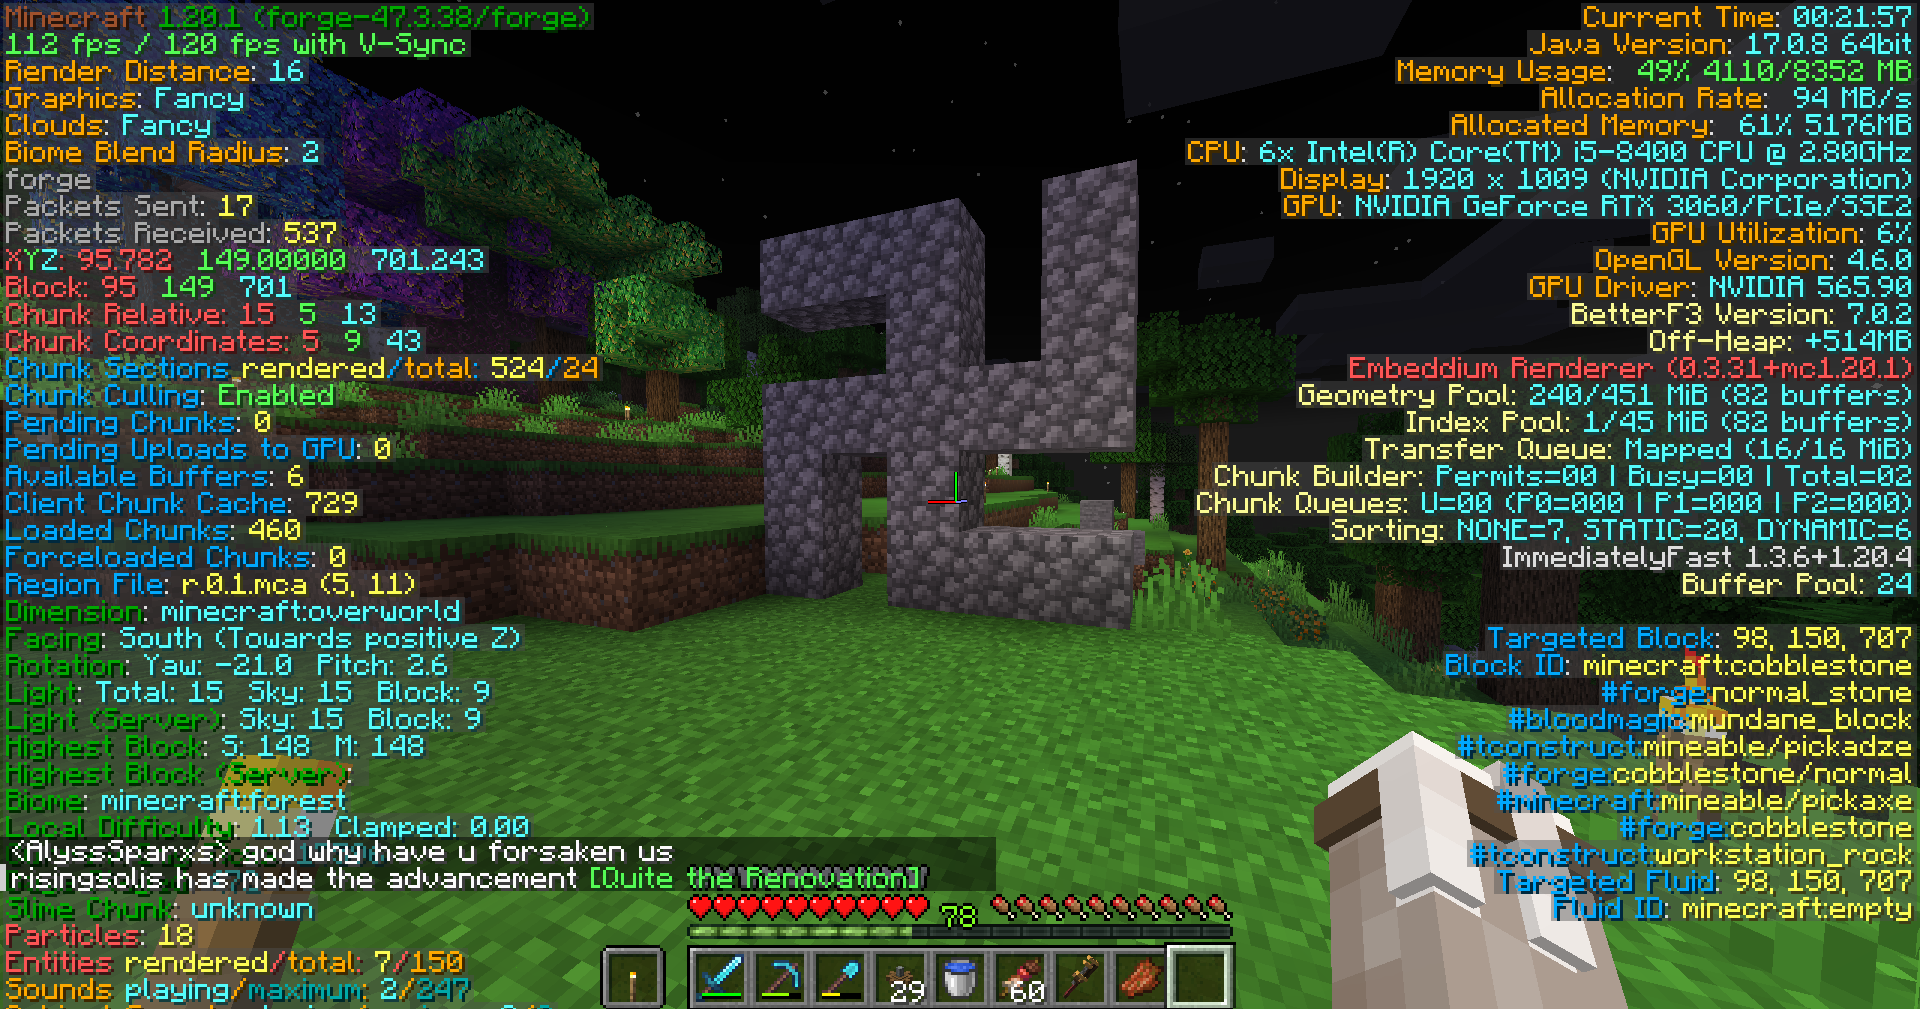 Minecraft 1.20.1 (forge-47.3.38/forge)
112 fps / 120 fps with V-Sync
Render Distance: 16
Graphics: Fancy
Clouds: Fancy
Biome Blend Radius: 2
forge
Packets Sent: 17
Packets Received: 537
XYZ: 95.782 149.00000 701.243
Block: 95 149 701
Chunk Relative: 15 5 13
Chunk Coordinates: 5 9 43
Chunk Sections rendered/total: 524/24
Chunk Culling: Enabled
Pending Chunks: 0
Pending Uploads to GPU: 0
Available Buffers: 6
Client Chunk Cache: 729
Loaded Chunks: 460
Forceloaded Chunks: 0
Region File: r.0.1.mca (5, 11)
Dimension: minecraft:overworld
Facing: South (Towards positive Z)
Rotation: Yaw: -21.0 Pitch: 2.6
Light: Total: 15 Sky: 15 Block: 9
Light (Server): Sky: 15 Block: 9
Highest Block: S: 148 M: 148
Highest Block (Server):
Biome: minecraft:forest
Local Difficulty: 1.13 Clamped: 0.00
<AlyssSparxs> god why have u forsaken us
risingsolis has made the advancement [Quite the Renovation]
Slime Chunk: unknown
Particles: 18
Entities rendered/total: 7/150
Sounds playing/maximum: 2/247
Current Time: 00:21:57
Java Version: 17.0.8 64bit
Memory Usage: 49% 4110/8352 MB
Allocation Rate: 94 MB/s
Allocated Memory: 61% 5176MB
CPU: 6x Intel(R) Core(TM) i5-8400 CPU @ 2.80GHz
Display: 1920 x 1009 (NVIDIA Corporation)
GPU: NVIDIA GeForce RTX 3060/PCIe/SSE2
GPU Utilization: 6%
OpenGL Version: 4.6.0
GPU Driver: NVIDIA 565.90
BetterF3 Version: 7.0.2
Off-Heap: +514MB
Embeddium Renderer (0.3.31+mc1.20.1)
Geometry Pool: 240/451 MiB (82 buffers)
Index Pool: 1/45 MiB (82 buffers)
Transfer Queue: Mapped (16/16 MiB)
Chunk Builder: Permits=00 | Busy=00 | Total=02
Chunk Queues: U=00 (P0=000 | P1=000 | P2=000)
Sorting: NONE=7, STATIC=20, DYNAMIC=6
ImmediatelyFast 1.3.6+1.20.4
Buffer Pool: 24
Targeted Block: 98, 150, 707
Block ID: minecraft:cobblestone
#forge:normal_stone
#bloodmagic:mundane_block
#tconstruct:mineable/pickadze
#forge:cobblestone/normal
#minecraft:mineable/pickaxe
#forge:cobblestone
#tconstruct:workstation_rock
Targeted Fluid: 98, 150, 707
Fluid ID: minecraft:empty
78
29
60